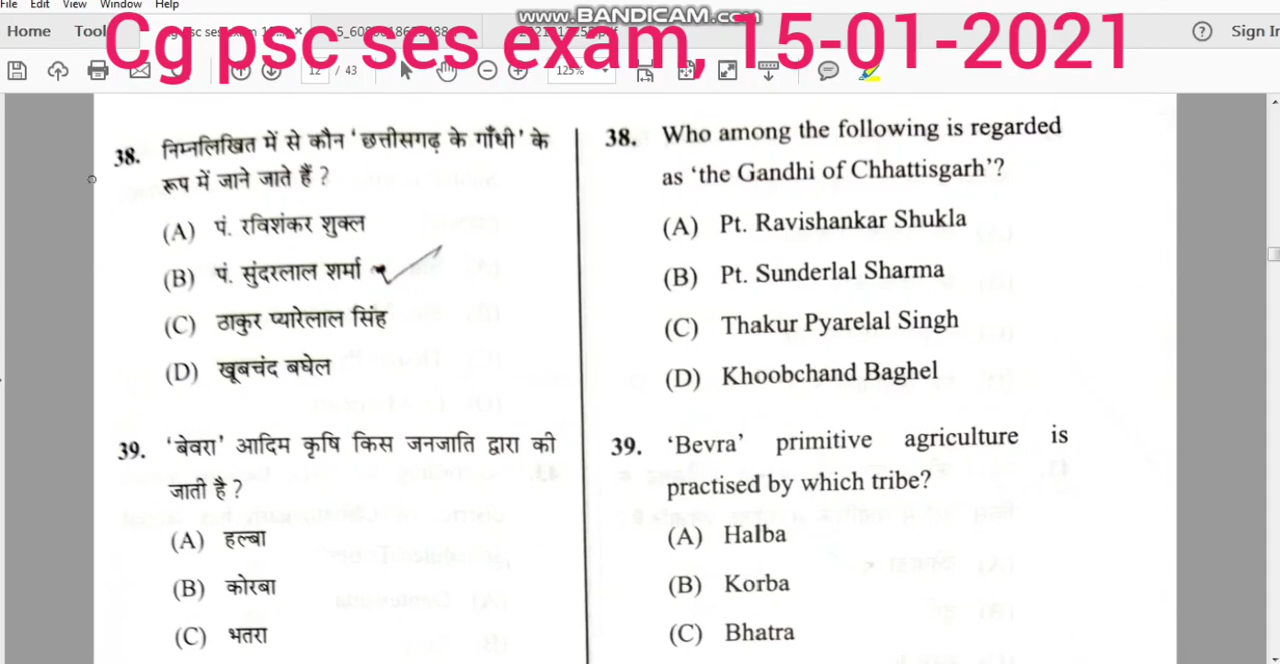 File Edit View Window Help
www.BANDICAM.com
Home Tool
Sign In
Cg psc ses exam, 15-01-2021
12 / 43
125%
38. निम्नलिखित में से कौन 'छत्तीसगढ़ के गाँधी' के
रूप में जाने जाते हैं ?
(A) पं. रविशंकर शुक्ल
(B) पं. सुंदरलाल शर्मा
(C) ठाकुर प्यारेलाल सिंह
(D) खूबचंद बघेल
39. 'बेवरा' आदिम कृषि किस जनजाति द्वारा की
जाती है ?
(A) हल्बा
(B) कोरबा
(C) भतरा
38. Who among the following is regarded
as 'the Gandhi of Chhattisgarh'?
(A) Pt. Ravishankar Shukla
(B) Pt. Sunderlal Sharma
(C) Thakur Pyarelal Singh
(D) Khoobchand Baghel
39. 'Bevra' primitive agriculture is
practised by which tribe?
(A) Halba
(B) Korba
(C) Bhatra